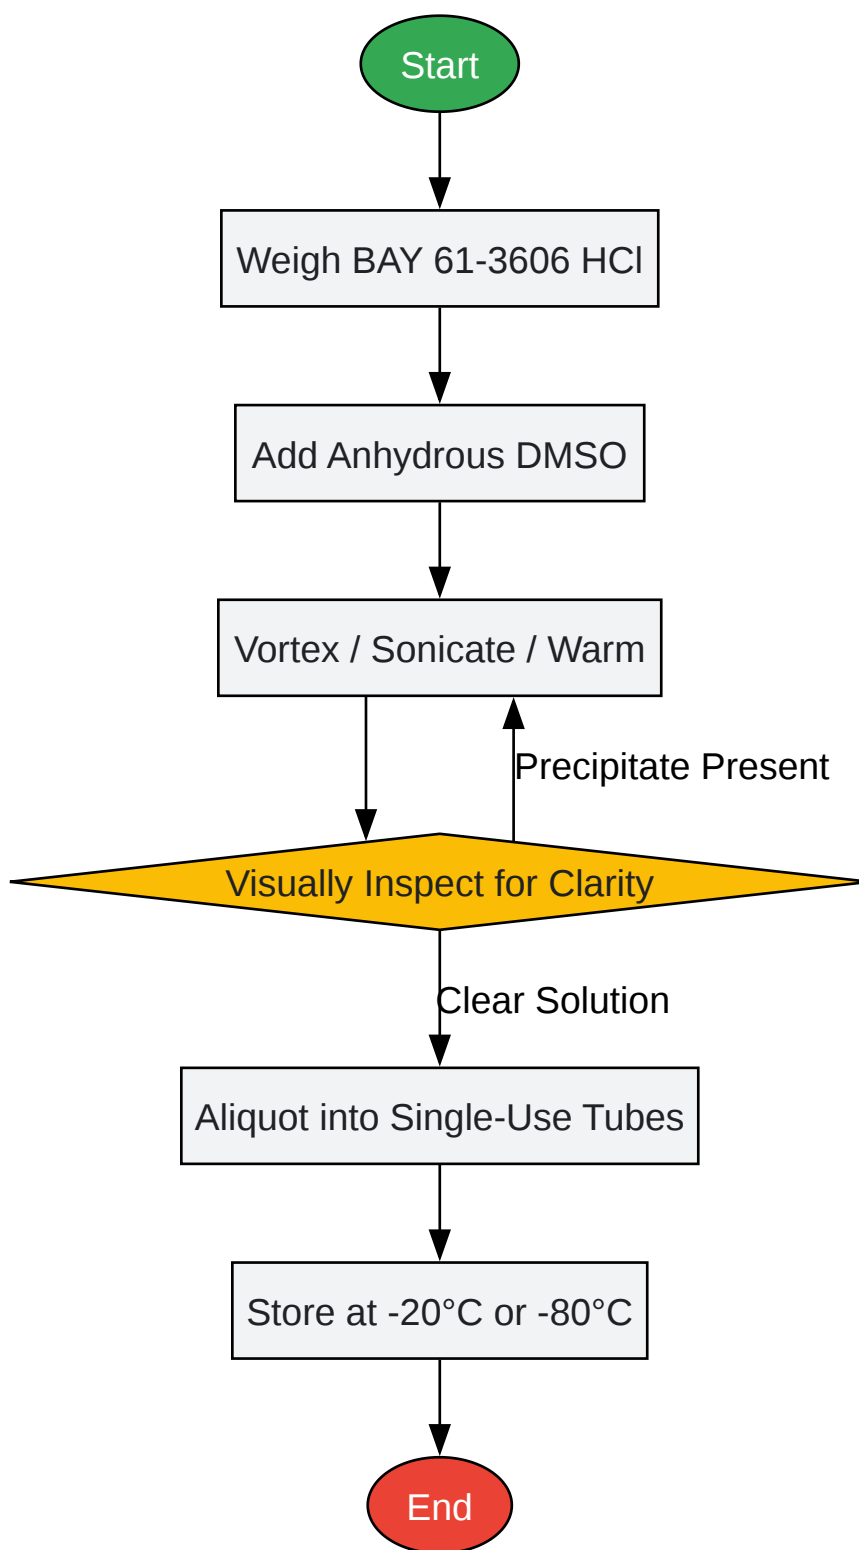 Start
Weigh BAY 61-3606 HCl
Add Anhydrous DMSO
Vortex / Sonicate / Warm
Precipitate Present
Visually Inspect for Clarity
Clear Solution
Aliquot into Single-Use Tubes
Store at -20°C or -80°C
End